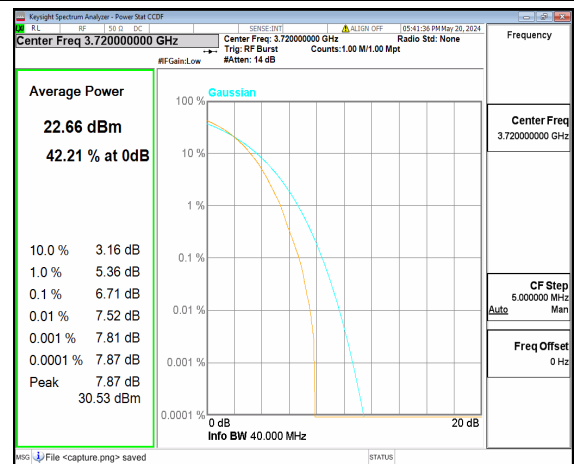 Keysight Spectrum Analyzer - Power Stat CCDF
RL RF 50 Ω DC SENSE:INT ALIGN OFF 05:41:36 PM May 20, 2024
Center Freq 3.720000000 GHz
Center Freq: 3.720000000 GHz Radio Std: None
Trig: RF Burst Counts:1.00 M/1.00 Mpt
#IFGain:Low #Atten: 14 dB
Frequency
Average Power
22.66 dBm
42.21 % at 0dB
10.0 % 3.16 dB
1.0 % 5.36 dB
0.1 % 6.71 dB
0.01 % 7.52 dB
0.001 % 7.81 dB
0.0001 % 7.87 dB
Peak 7.87 dB
30.53 dBm
Gaussian
100 %
10 %
1 %
0.1 %
0.01 %
0.001 %
0.0001 %
0 dB 20 dB
Info BW 40.000 MHz
Center Freq
3.720000000 GHz
CF Step
5.000000 MHz
Auto Man
Freq Offset
0 Hz
MSG File <capture.png> saved STATUS